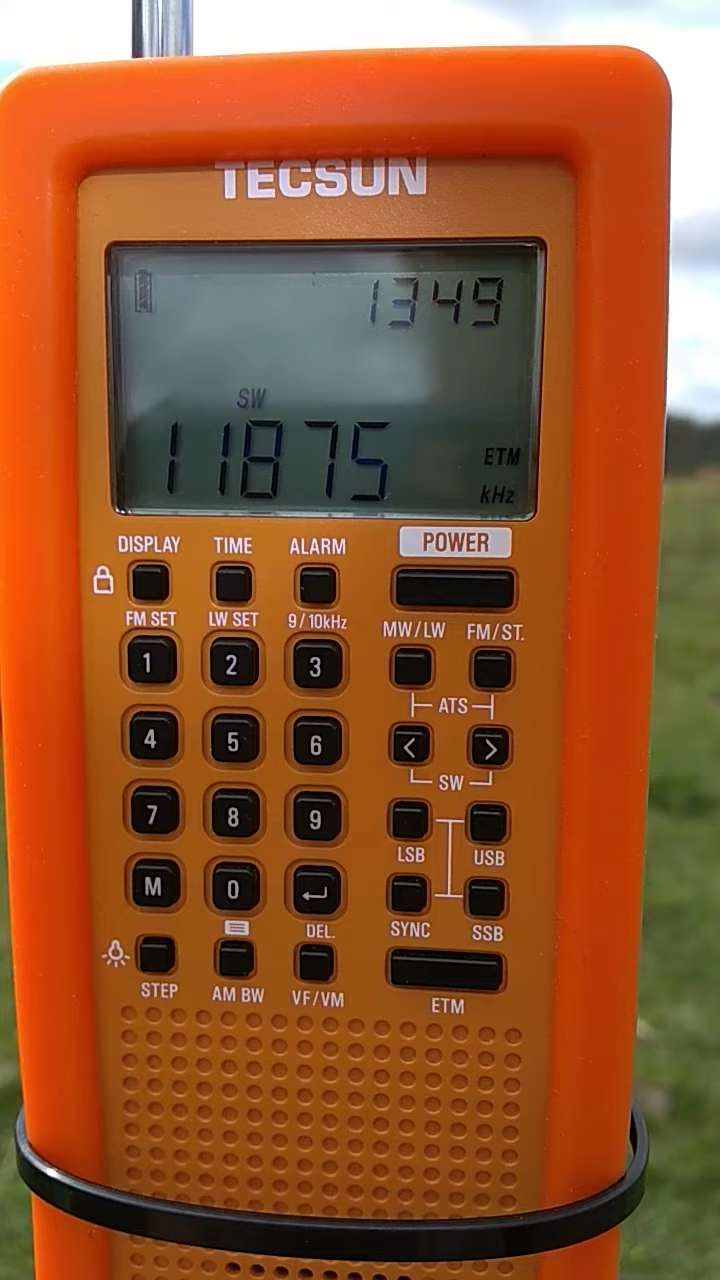 TECSUN
1349
SW
11875
ETM
kHz
DISPLAY TIME ALARM POWER
FM SET LW SET 9/10kHz MW/LW FM/ST.
1 2 3
ATS
4 5 6 < >
SW
7 8 9
LSB USB
M 0
DEL. SYNC SSB
STEP AM BW VF/VM ETM